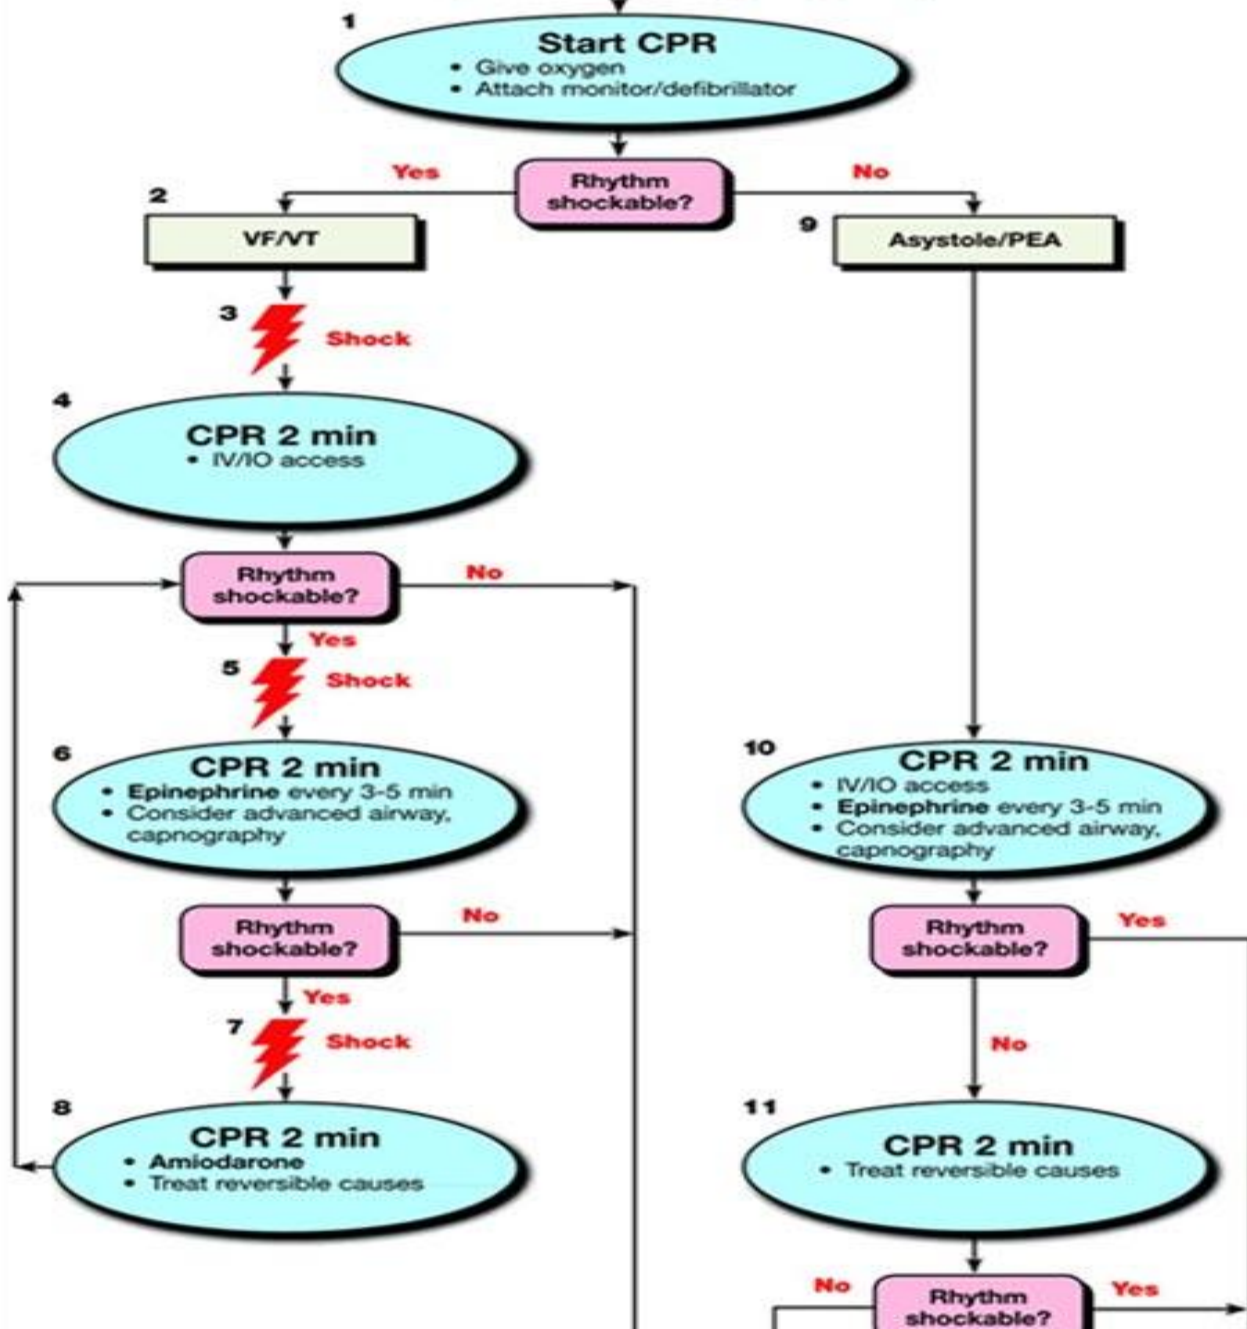 1
Start CPR
• Give oxygen
• Attach monitor/defibrillator
Yes
Rhythm
shockable?
No
2
VF/VT
9
Asystole/PEA
3
Shock
4
CPR 2 min
• IV/IO access
Rhythm
shockable?
No
Yes
5
Shock
6
CPR 2 min
• Epinephrine every 3-5 min
• Consider advanced airway,
capnography
10
CPR 2 min
• IV/IO access
• Epinephrine every 3-5 min
• Consider advanced airway,
capnography
Rhythm
shockable?
No
Rhythm
shockable?
Yes
Yes
7
Shock
No
8
CPR 2 min
• Amiodarone
• Treat reversible causes
11
CPR 2 min
• Treat reversible causes
No
Rhythm
shockable?
Yes